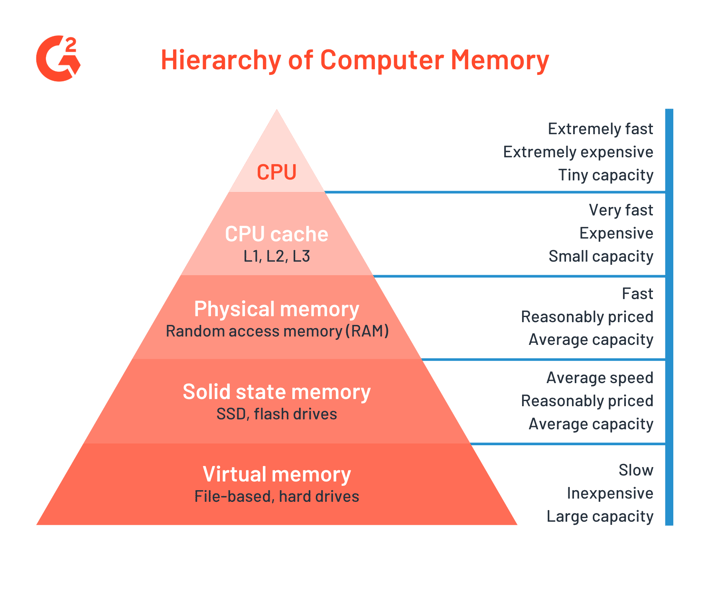 G2
Hierarchy of Computer Memory
CPU
Extremely fast
Extremely expensive
Tiny capacity
CPU cache
L1, L2, L3
Very fast
Expensive
Small capacity
Physical memory
Random access memory (RAM)
Fast
Reasonably priced
Average capacity
Solid state memory
SSD, flash drives
Average speed
Reasonably priced
Average capacity
Virtual memory
File-based, hard drives
Slow
Inexpensive
Large capacity